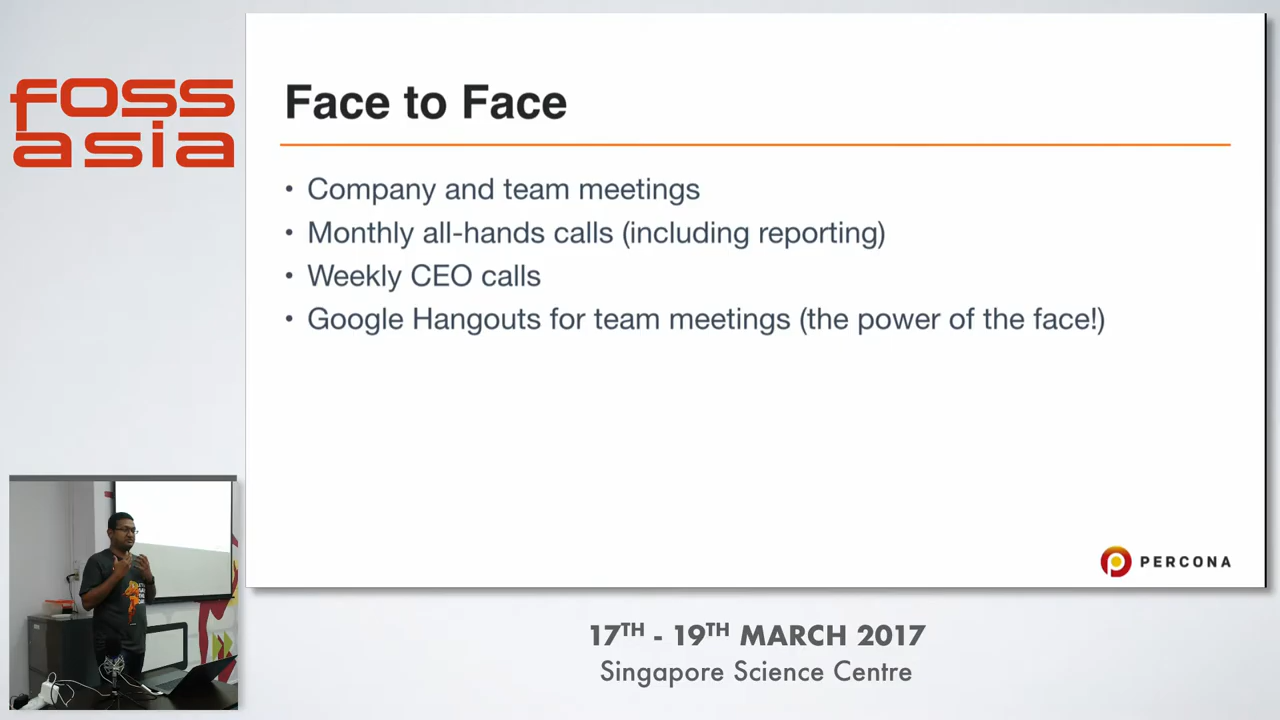 foss
asia
Face to Face
• Company and team meetings
• Monthly all-hands calls (including reporting)
• Weekly CEO calls
• Google Hangouts for team meetings (the power of the face!)
PERCONA
17TH - 19TH MARCH 2017
Singapore Science Centre